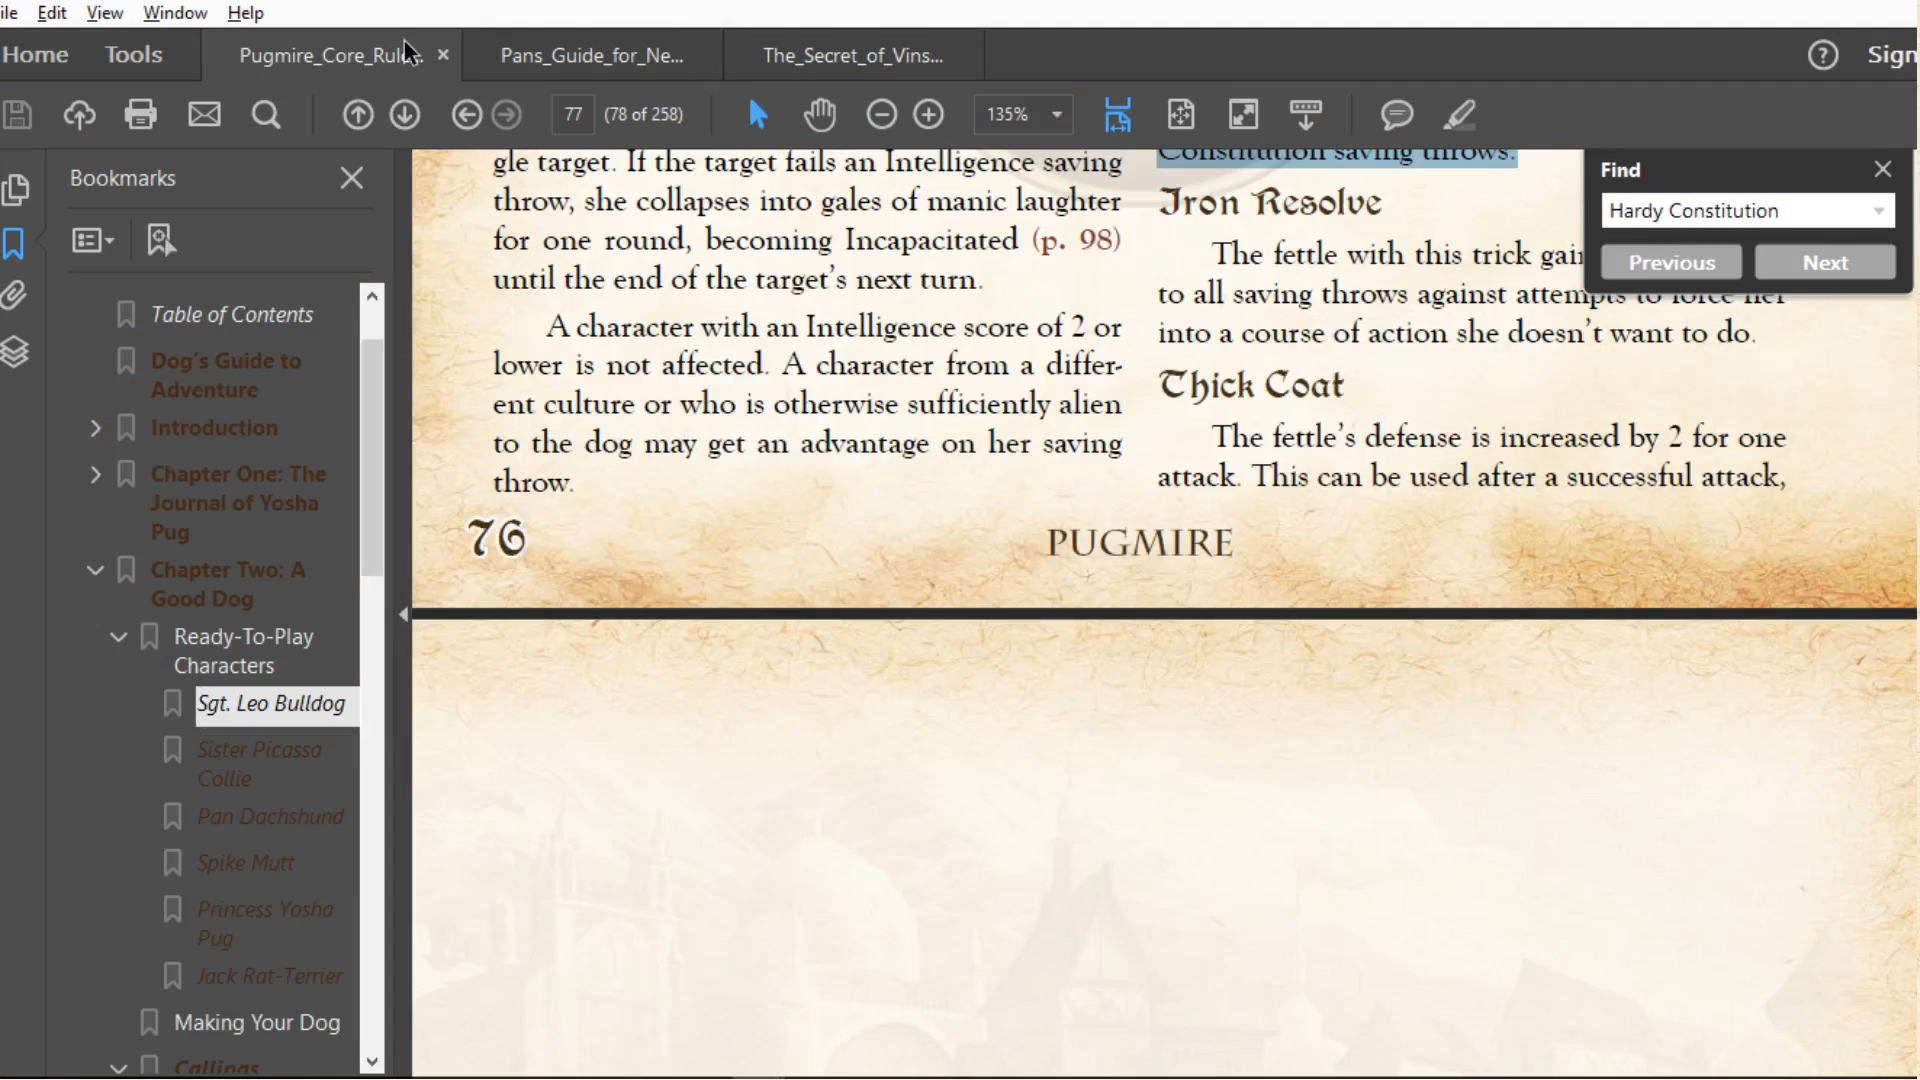 ile Edit View Window Help
Home Tools Pugmire_Core_Rul... Pans_Guide_for_Ne... The_Secret_of_Vins...
Sign
77 (78 of 258) 135%
Bookmarks
Table of Contents
Dog's Guide to
Adventure
Introduction
Chapter One: The
Journal of Yosha
Pug
Chapter Two: A
Good Dog
Ready-To-Play
Characters
Sgt. Leo Bulldog
Sister Picassa
Collie
Pan Dachshund
Spike Mutt
Princess Yosha
Pug
Jack Rat-Terrier
Making Your Dog
Callings
gle target. If the target fails an Intelligence saving
throw, she collapses into gales of manic laughter
for one round, becoming Incapacitated (p. 98)
until the end of the target's next turn.
A character with an Intelligence score of 2 or
lower is not affected. A character from a differ-
ent culture or who is otherwise sufficiently alien
to the dog may get an advantage on her saving
throw.
Constitution saving throws.
Iron Resolve
The fettle with this trick gai
to all saving throws against attempts to force her
into a course of action she doesn't want to do.
Thick Coat
The fettle's defense is increased by 2 for one
attack. This can be used after a successful attack,
76 PUGMIRE
Find
Hardy Constitution
Previous Next